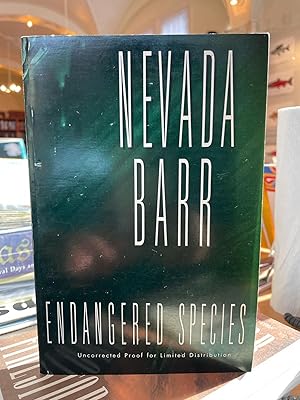 NEVADA
BARR
ENDANGERED SPECIES
Uncorrected Proof for Limited Distribution